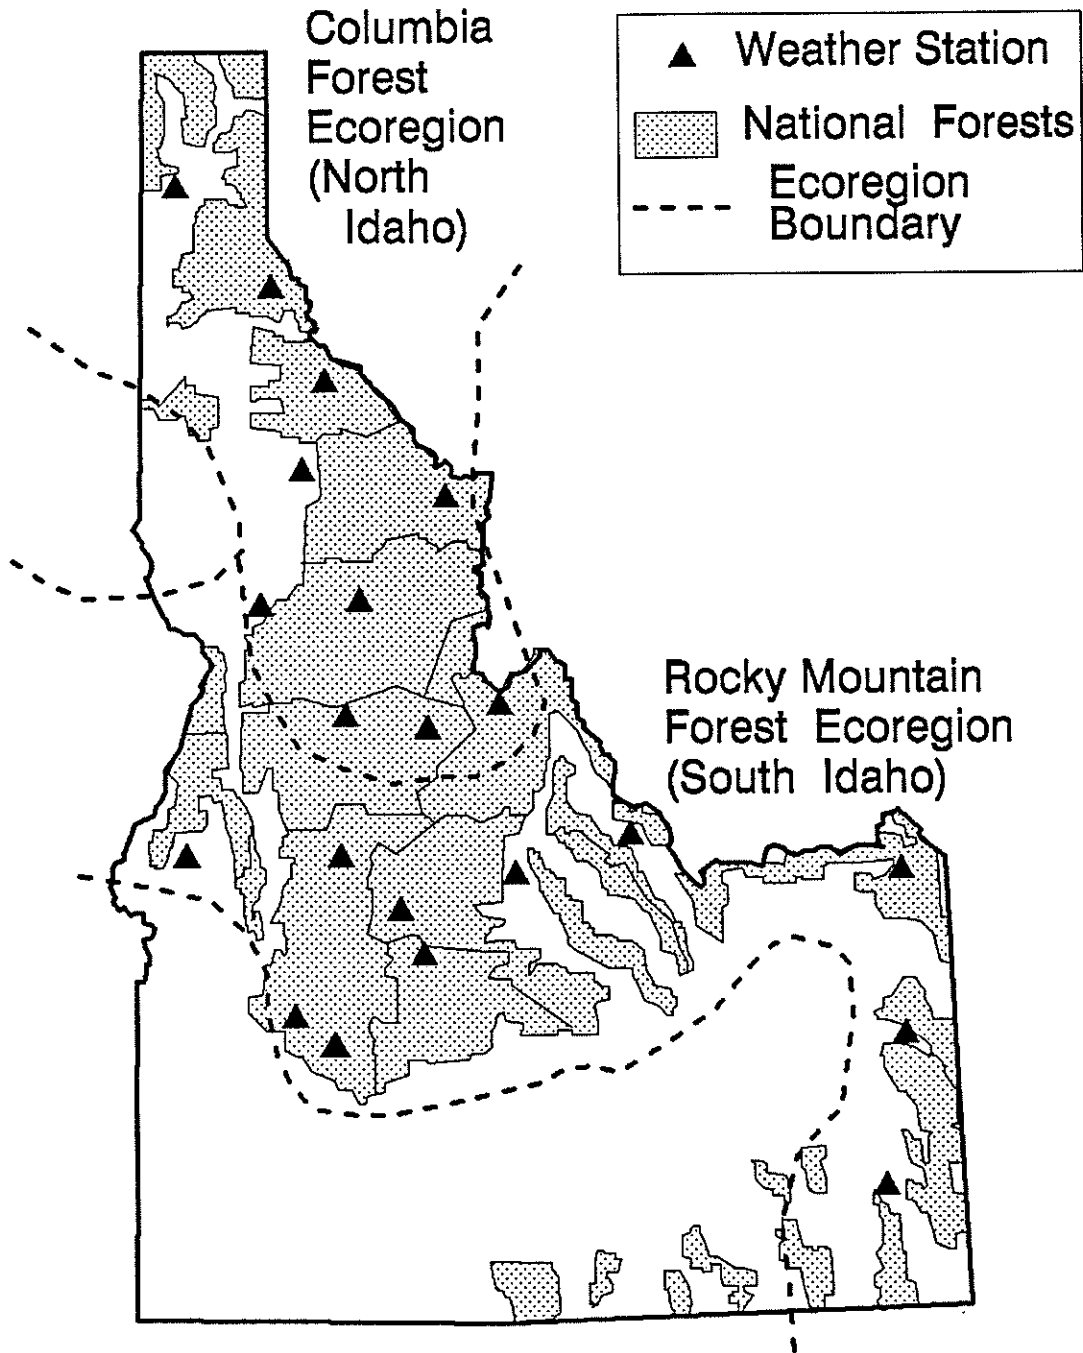 Columbia
Forest
Ecoregion
(North
Idaho)
Weather Station
National Forests
Ecoregion
Boundary
Rocky Mountain
Forest Ecoregion
(South Idaho)